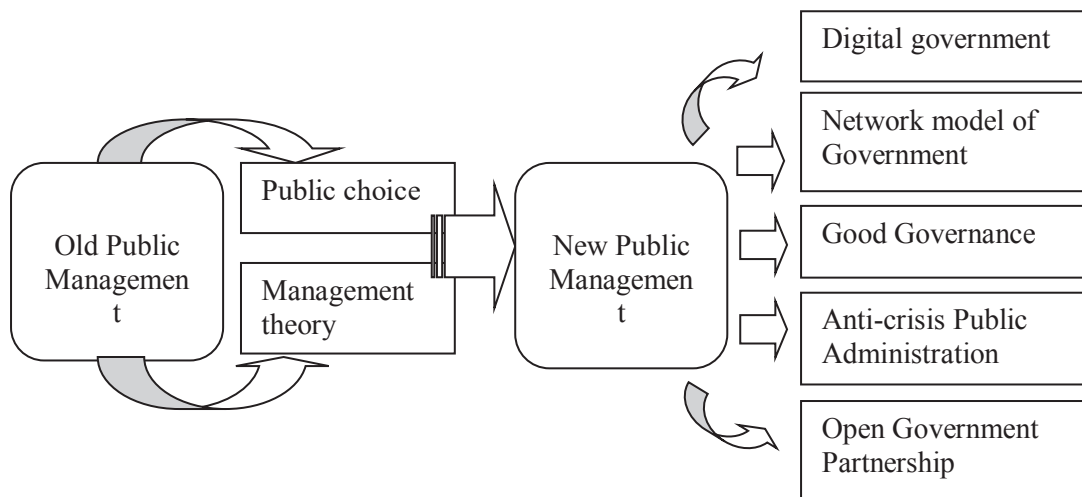 Old Public
Managemen
t
Public choice
Management
theory
New Public
Managemen
t
Digital government
Network model of
Government
Good Governance
Anti-crisis Public
Administration
Open Government
Partnership